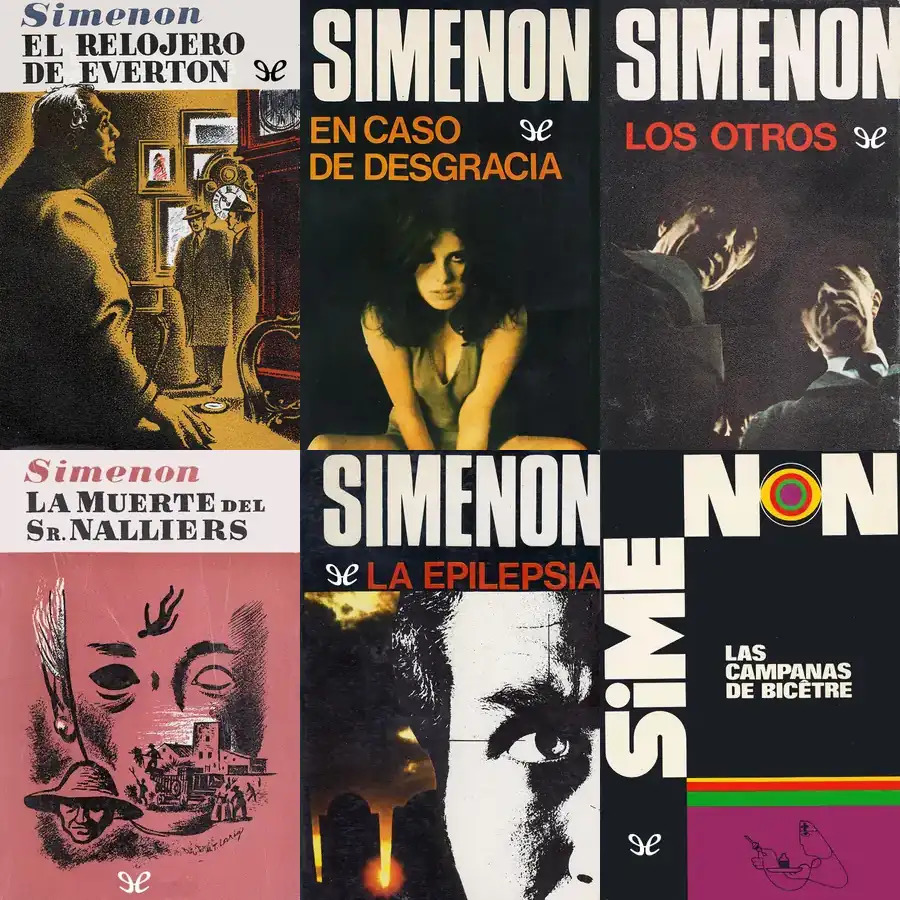 Simenon
EL RELOJERO
DE EVERTON
SIMENON
EN CASO
DE DESGRACIA
SIMENON
LOS OTROS
Simenon
LA MUERTE DEL
SR. NALLIERS
SIMENON
LA EPILEPSIA
SiMENON
LAS
CAMPANAS
DE BICÊTRE